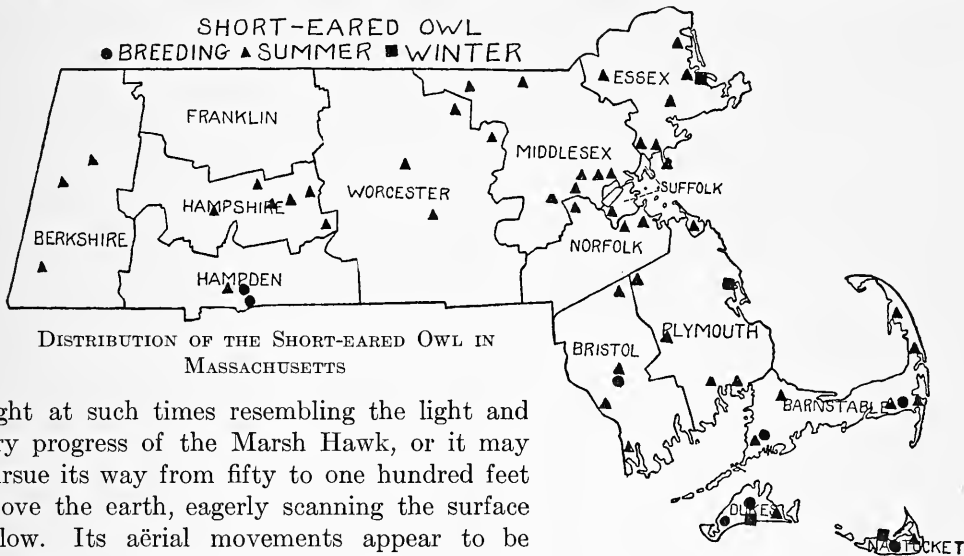 SHORT-EARED OWL
● BREEDING ▲ SUMMER ■ WINTER
ESSEX
FRANKLIN
MIDDLESEX
SUFFOLK
WORCESTER
HAMPSHIRE
BERKSHIRE
NORFOLK
HAMPDEN
PLYMOUTH
BRISTOL
BARNSTABLE
DUKES
NANTUCKET
DISTRIBUTION OF THE SHORT-EARED OWL IN
MASSACHUSETTS
ght at such times resembling the light and
ry progress of the Marsh Hawk, or it may
rsue its way from fifty to one hundred feet
ove the earth, eagerly scanning the surface
low. Its aërial movements appear to be